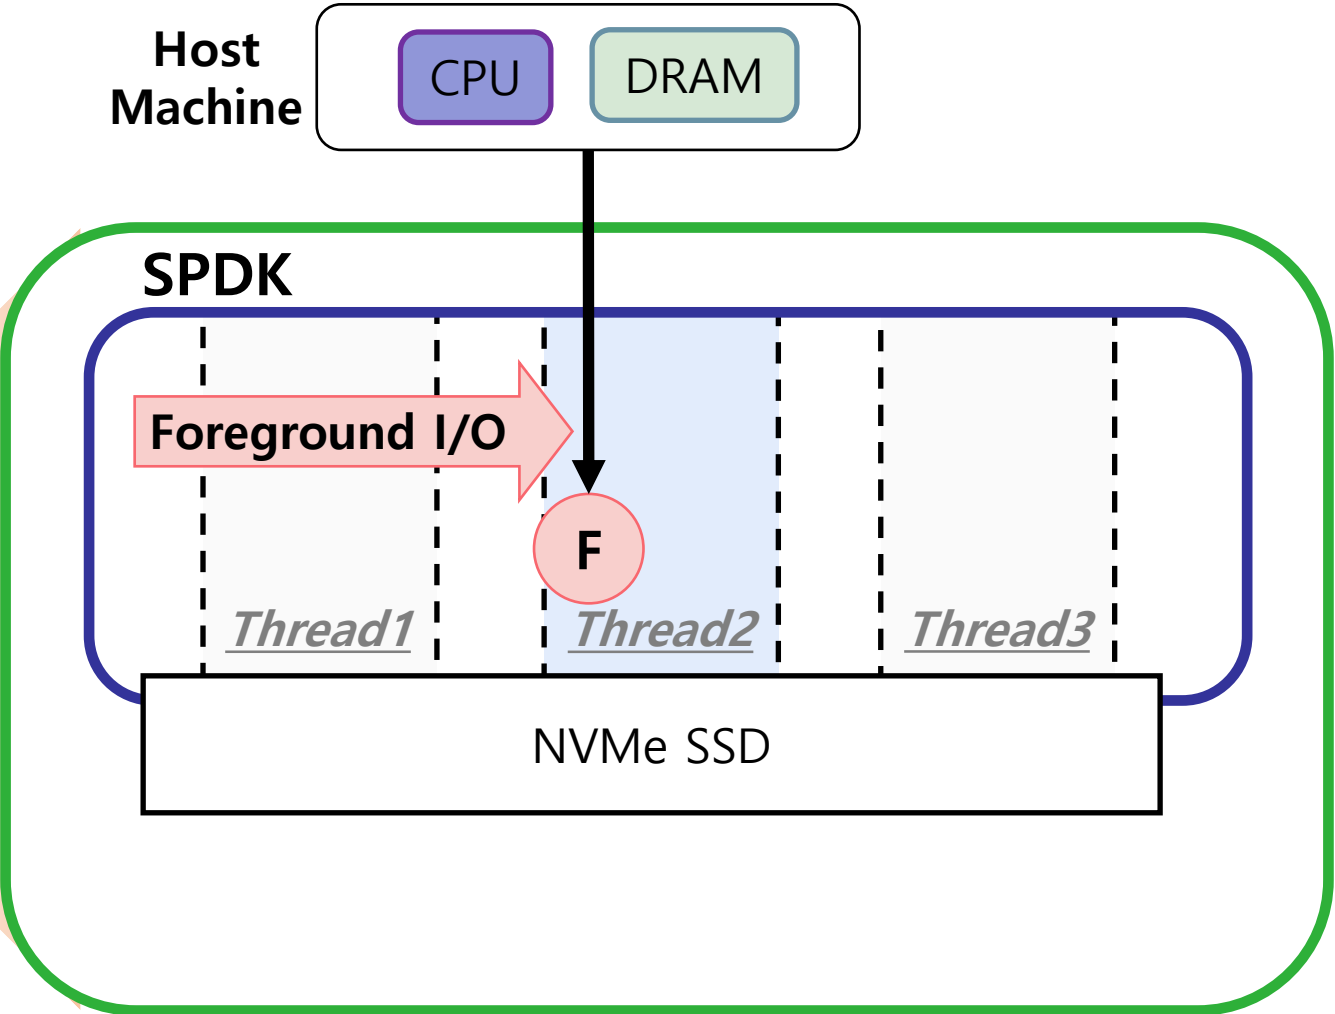 Host
Machine
CPU
DRAM
SPDK
Foreground I/O
F
Thread1
Thread2
Thread3
NVMe SSD